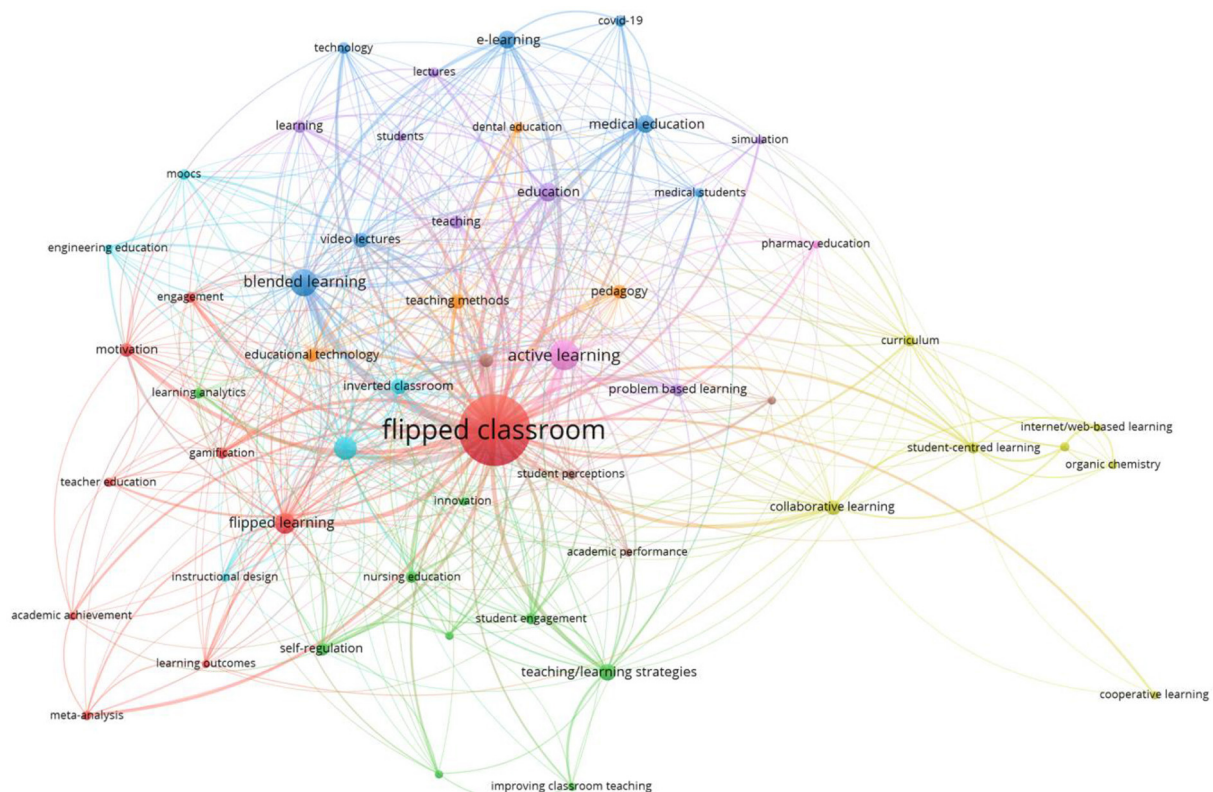 covid-19
e-learning
technology
lectures
learning
students
dental education
medical education
simulation
moocs
education
medical students
teaching
video lectures
pharmacy education
engineering education
blended learning
engagement
teaching methods
pedagogy
curriculum
motivation
educational technology
active learning
learning analytics
inverted classroom
problem based learning
flipped classroom
internet/web-based learning
student-centred learning
gamification
organic chemistry
teacher education
student perceptions
innovation
collaborative learning
flipped learning
academic performance
instructional design
nursing education
academic achievement
student engagement
self-regulation
learning outcomes
teaching/learning strategies
cooperative learning
meta-analysis
improving classroom teaching